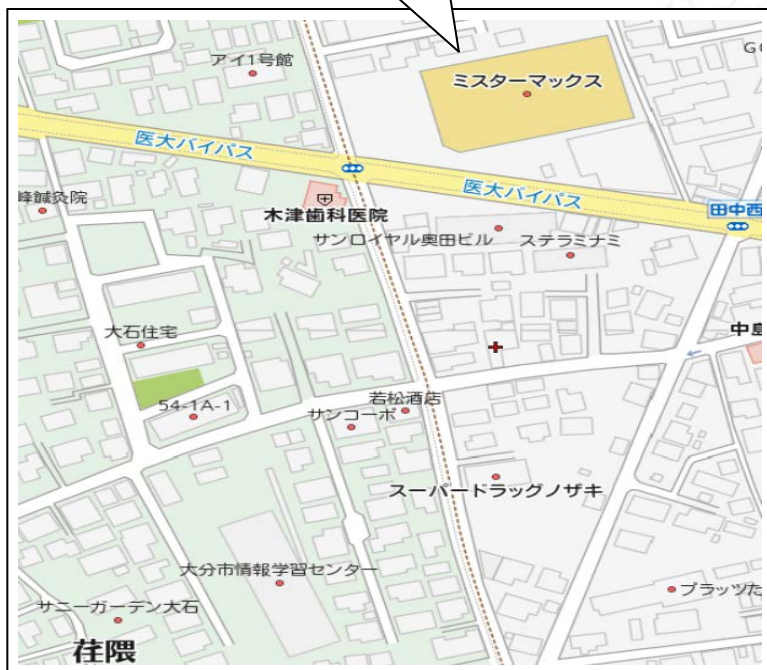 アイ1号館
ミスターマックス
医大バイパス
峰鍼灸院
木津歯科医院
医大バイパス
田中西
サンロイヤル奥田ビル
ステラミナミ
大石住宅
中島
54-1A-1
若松酒店
サンコーポ
スーパードラッグノザキ
大分市情報学習センター
プラッツた
サニーガーデン大石
荏隈